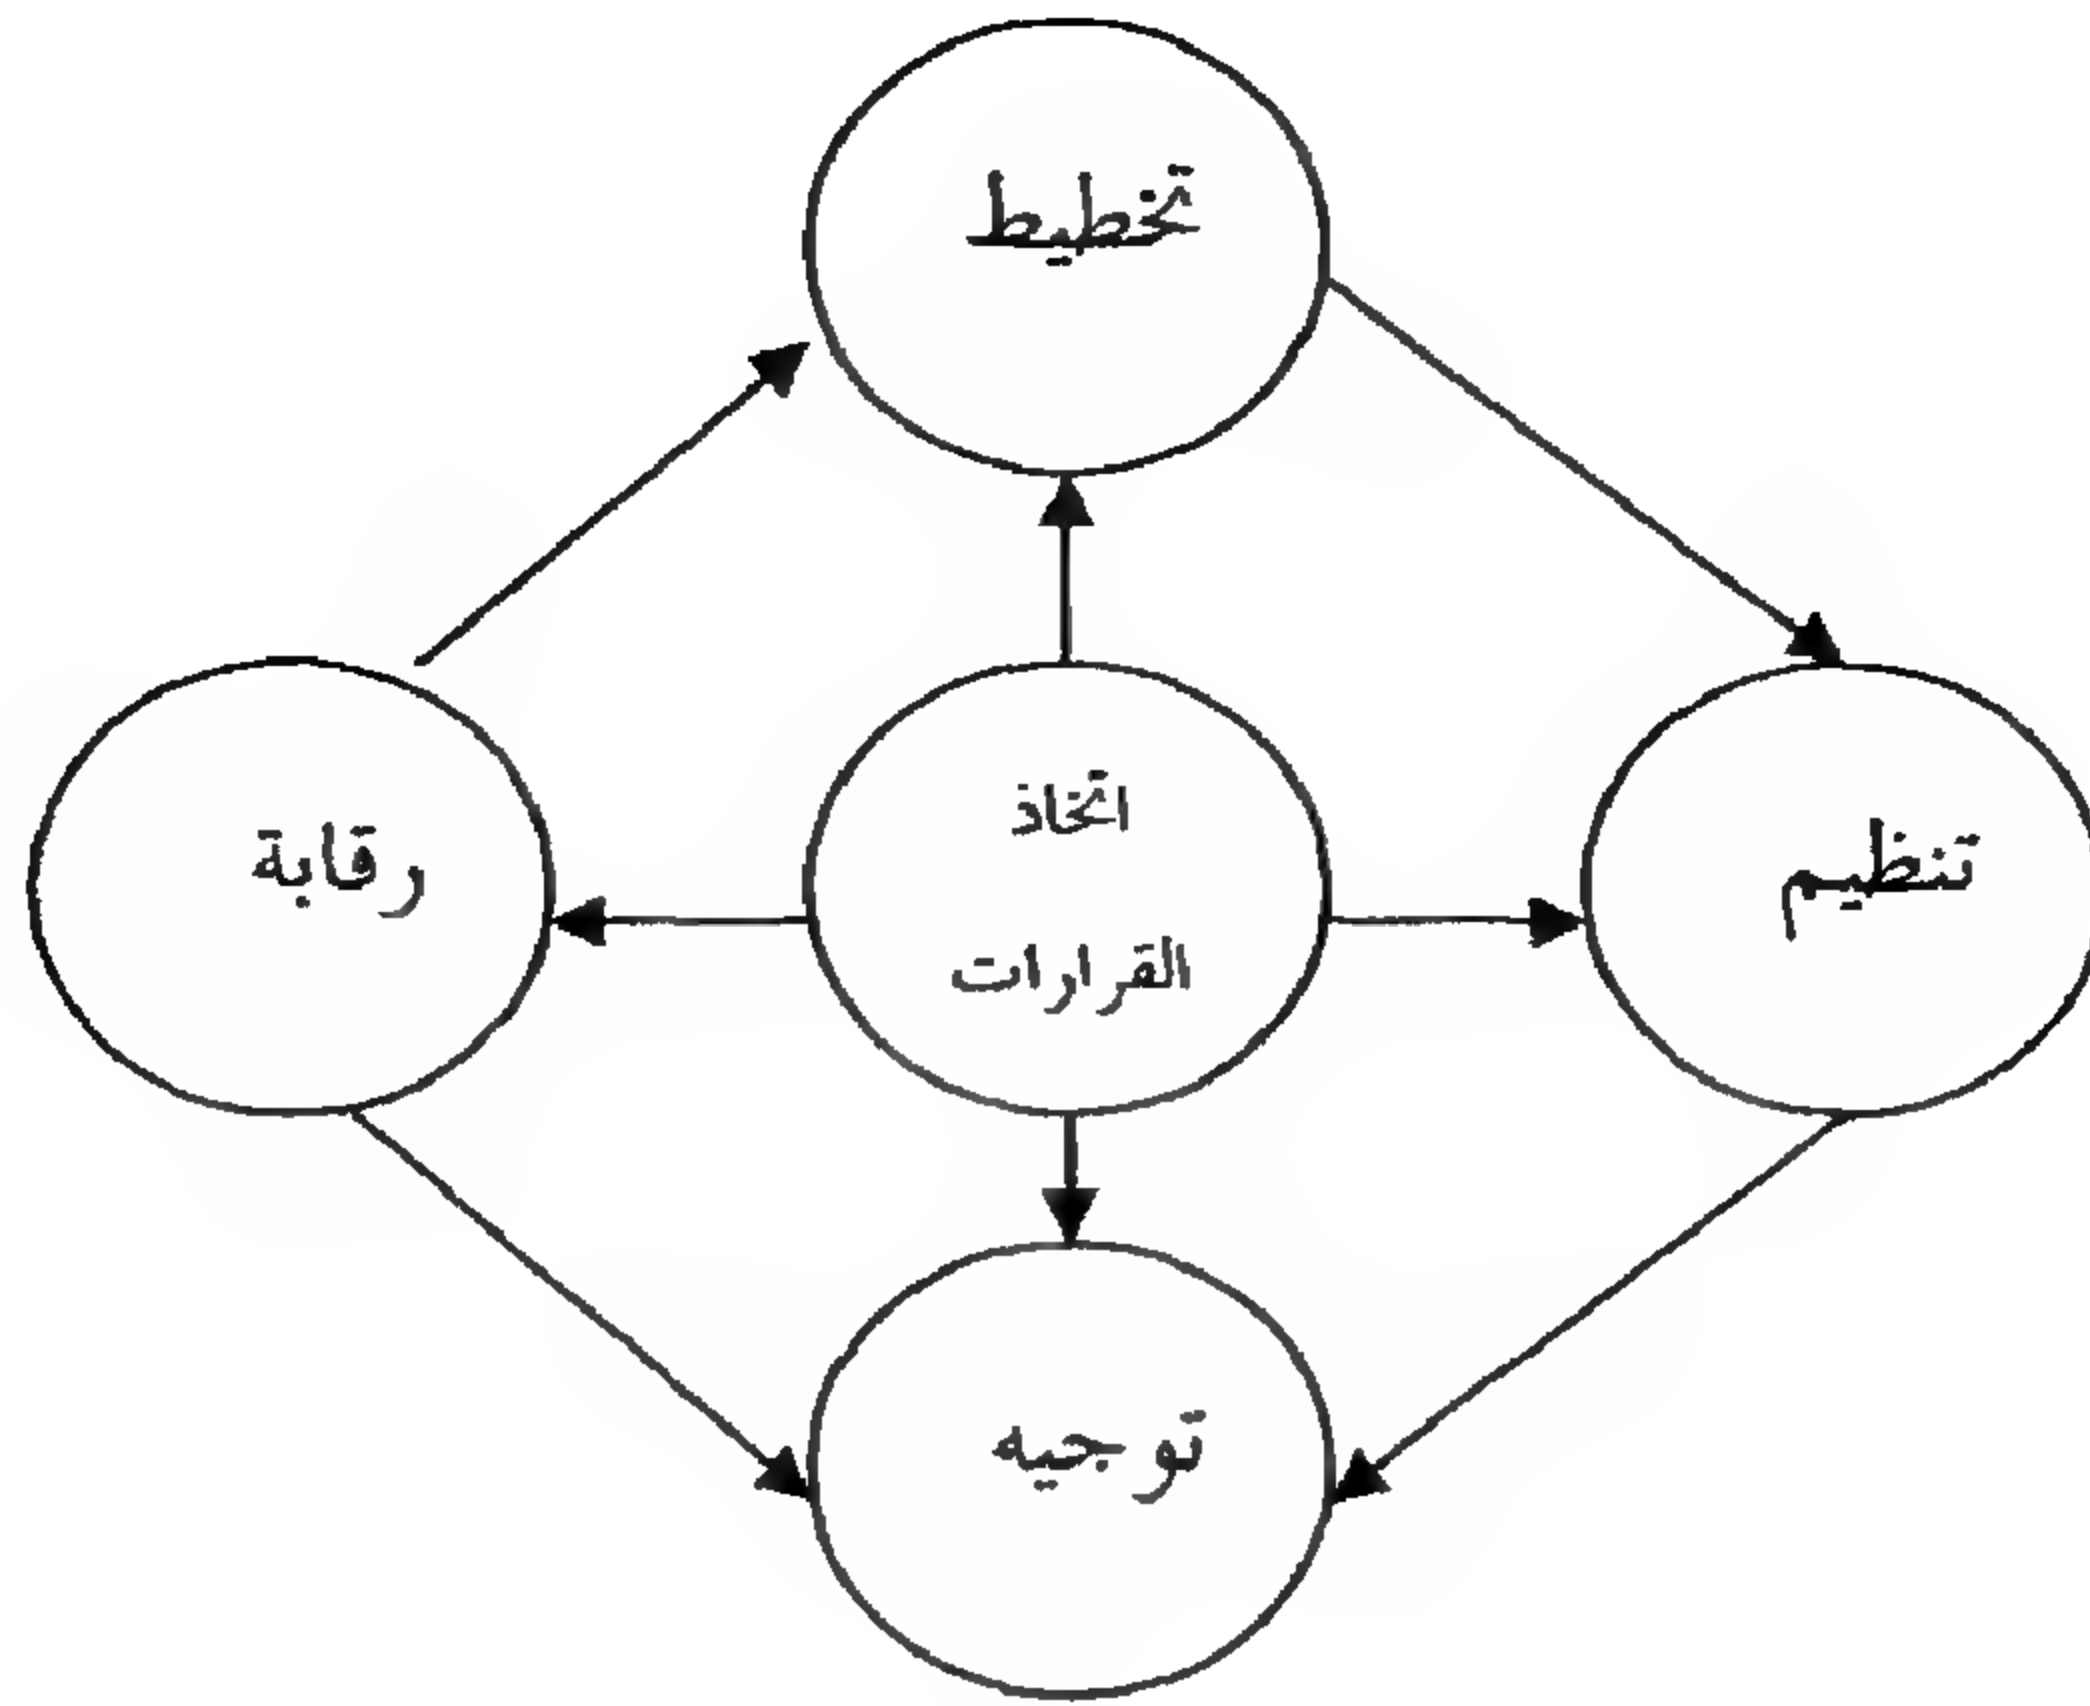 تخطيط
تنظيم
اتخاذ
القرارات
رقابة
توجيه